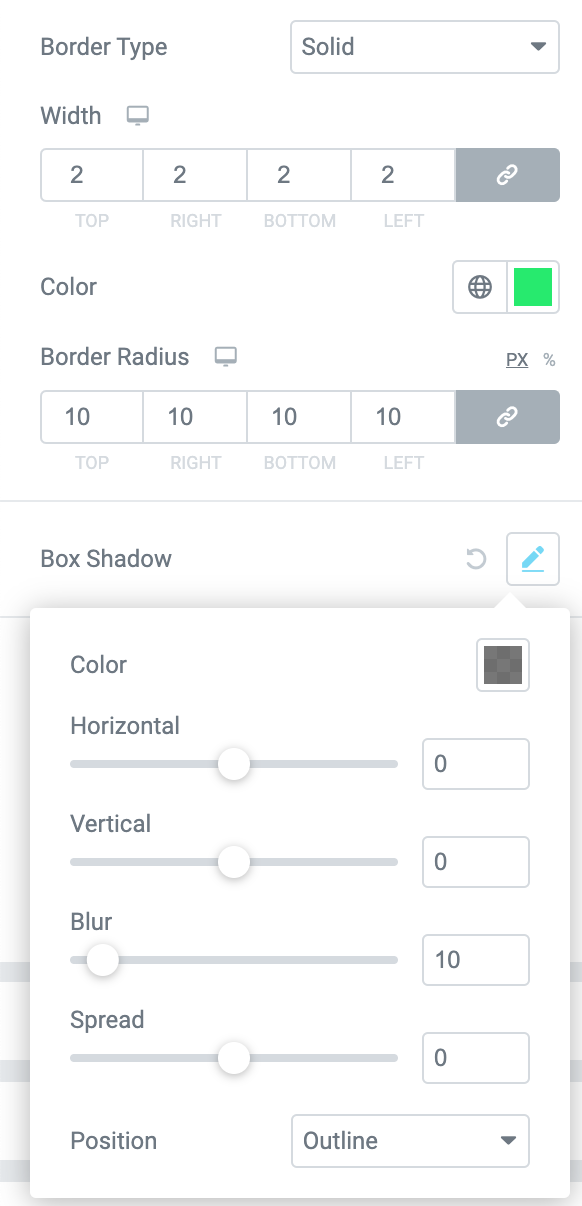 Border Type Solid
Width
2 2 2 2
TOP RIGHT BOTTOM LEFT
Color
Border Radius PX %
10 10 10 10
TOP RIGHT BOTTOM LEFT
Box Shadow
Color
Horizontal
0
Vertical
0
Blur
10
Spread
0
Position Outline